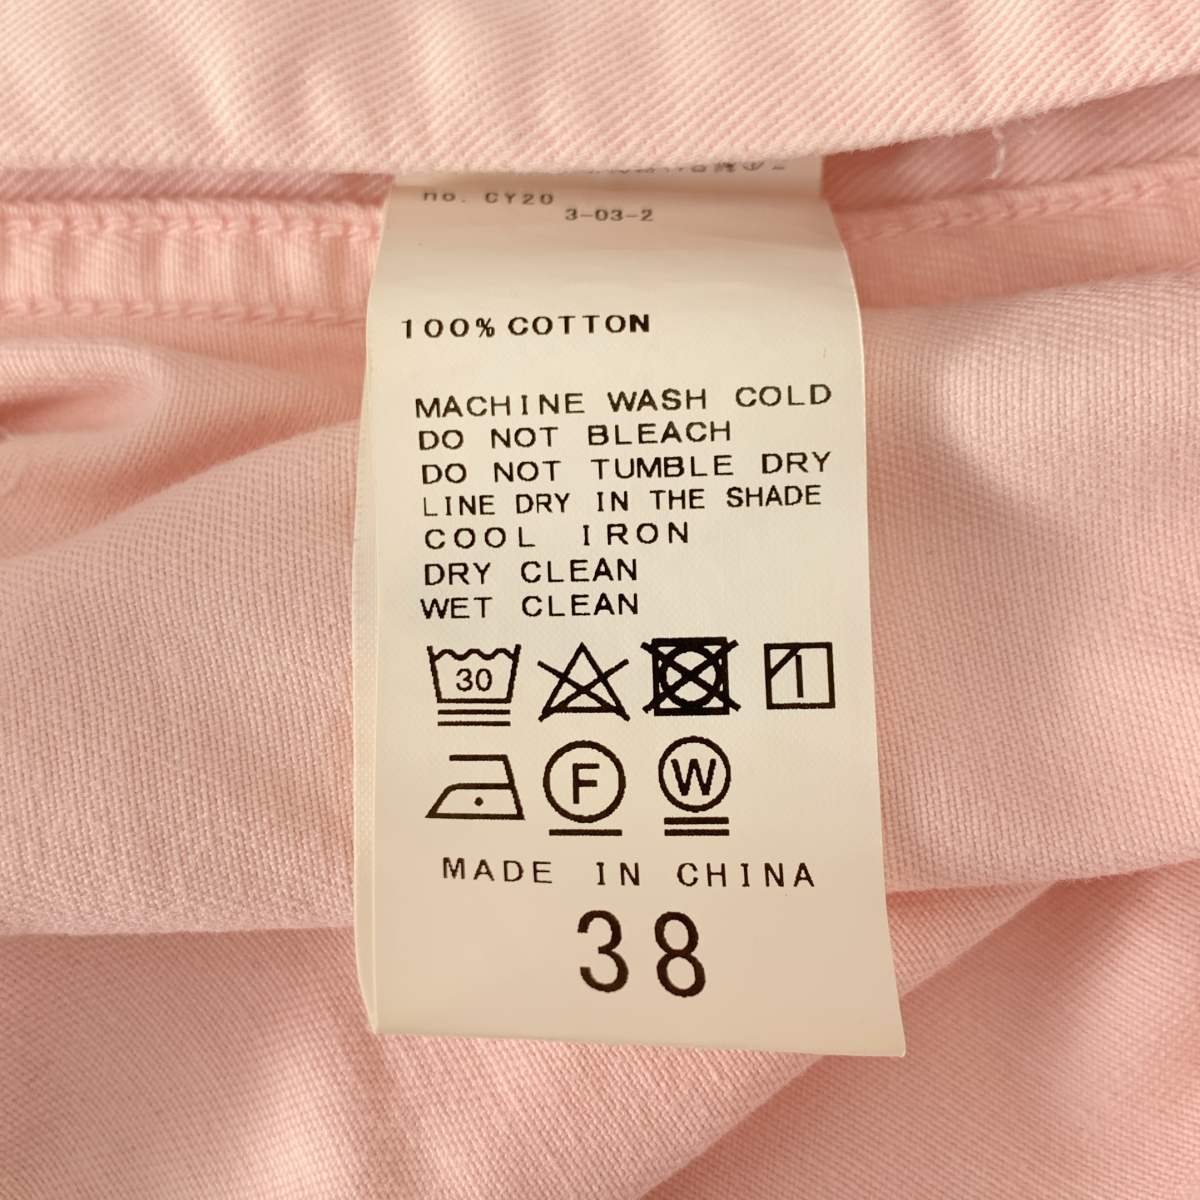 no. CY20
3-03-2
100% COTTON
MACHINE WASH COLD
DO NOT BLEACH
DO NOT TUMBLE DRY
LINE DRY IN THE SHADE
COOL IRON
DRY CLEAN
WET CLEAN
30
F W
MADE IN CHINA
38